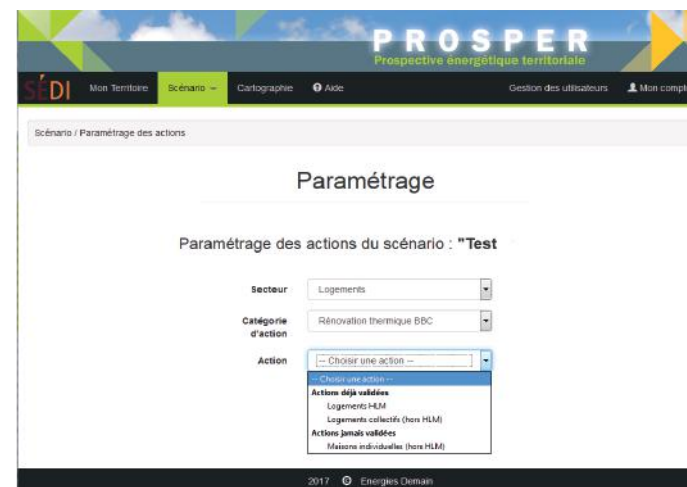 PROSPER
Prospective énergétique territoriale
SÉDI Mon Territoire Scénario Cartographie Aide Gestion des utilisateurs Mon compte
Scénario / Paramétrage des actions
Paramétrage
Paramétrage des actions du scénario : "Test
Secteur Logements
Catégorie d'action Rénovation thermique BBC
Action -- Choisir une action --
-- Choisir une action --
Actions déjà validées
Logements HLM
Logements collectifs (hors HLM)
Actions jamais validées
Maisons individuelles (hors HLM)
2017 © Energies Demain